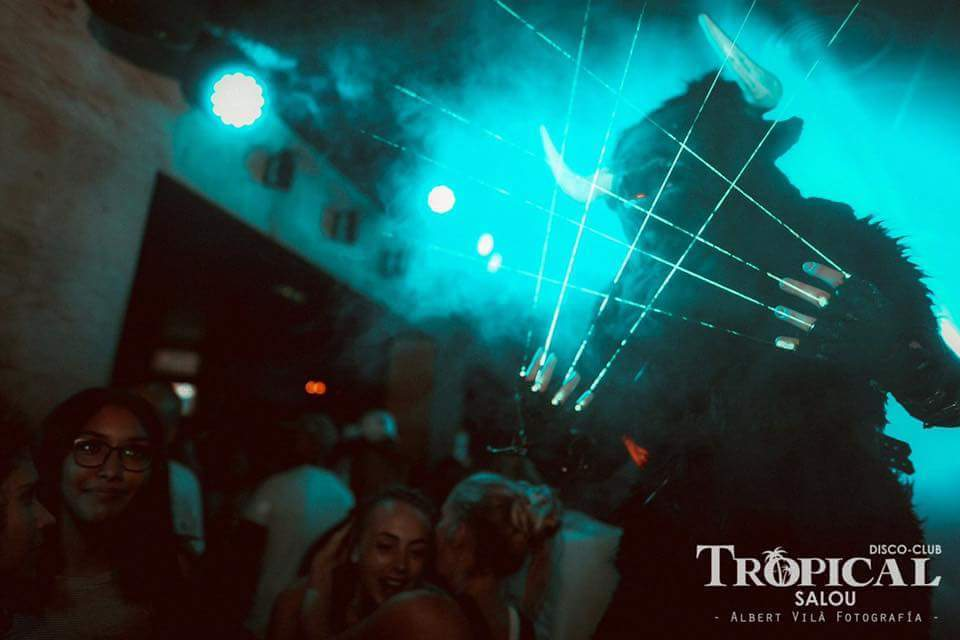 DISCO-CLUB
TROPICAL
SALOU
- ALBERT VILÀ FOTOGRAFÍA -